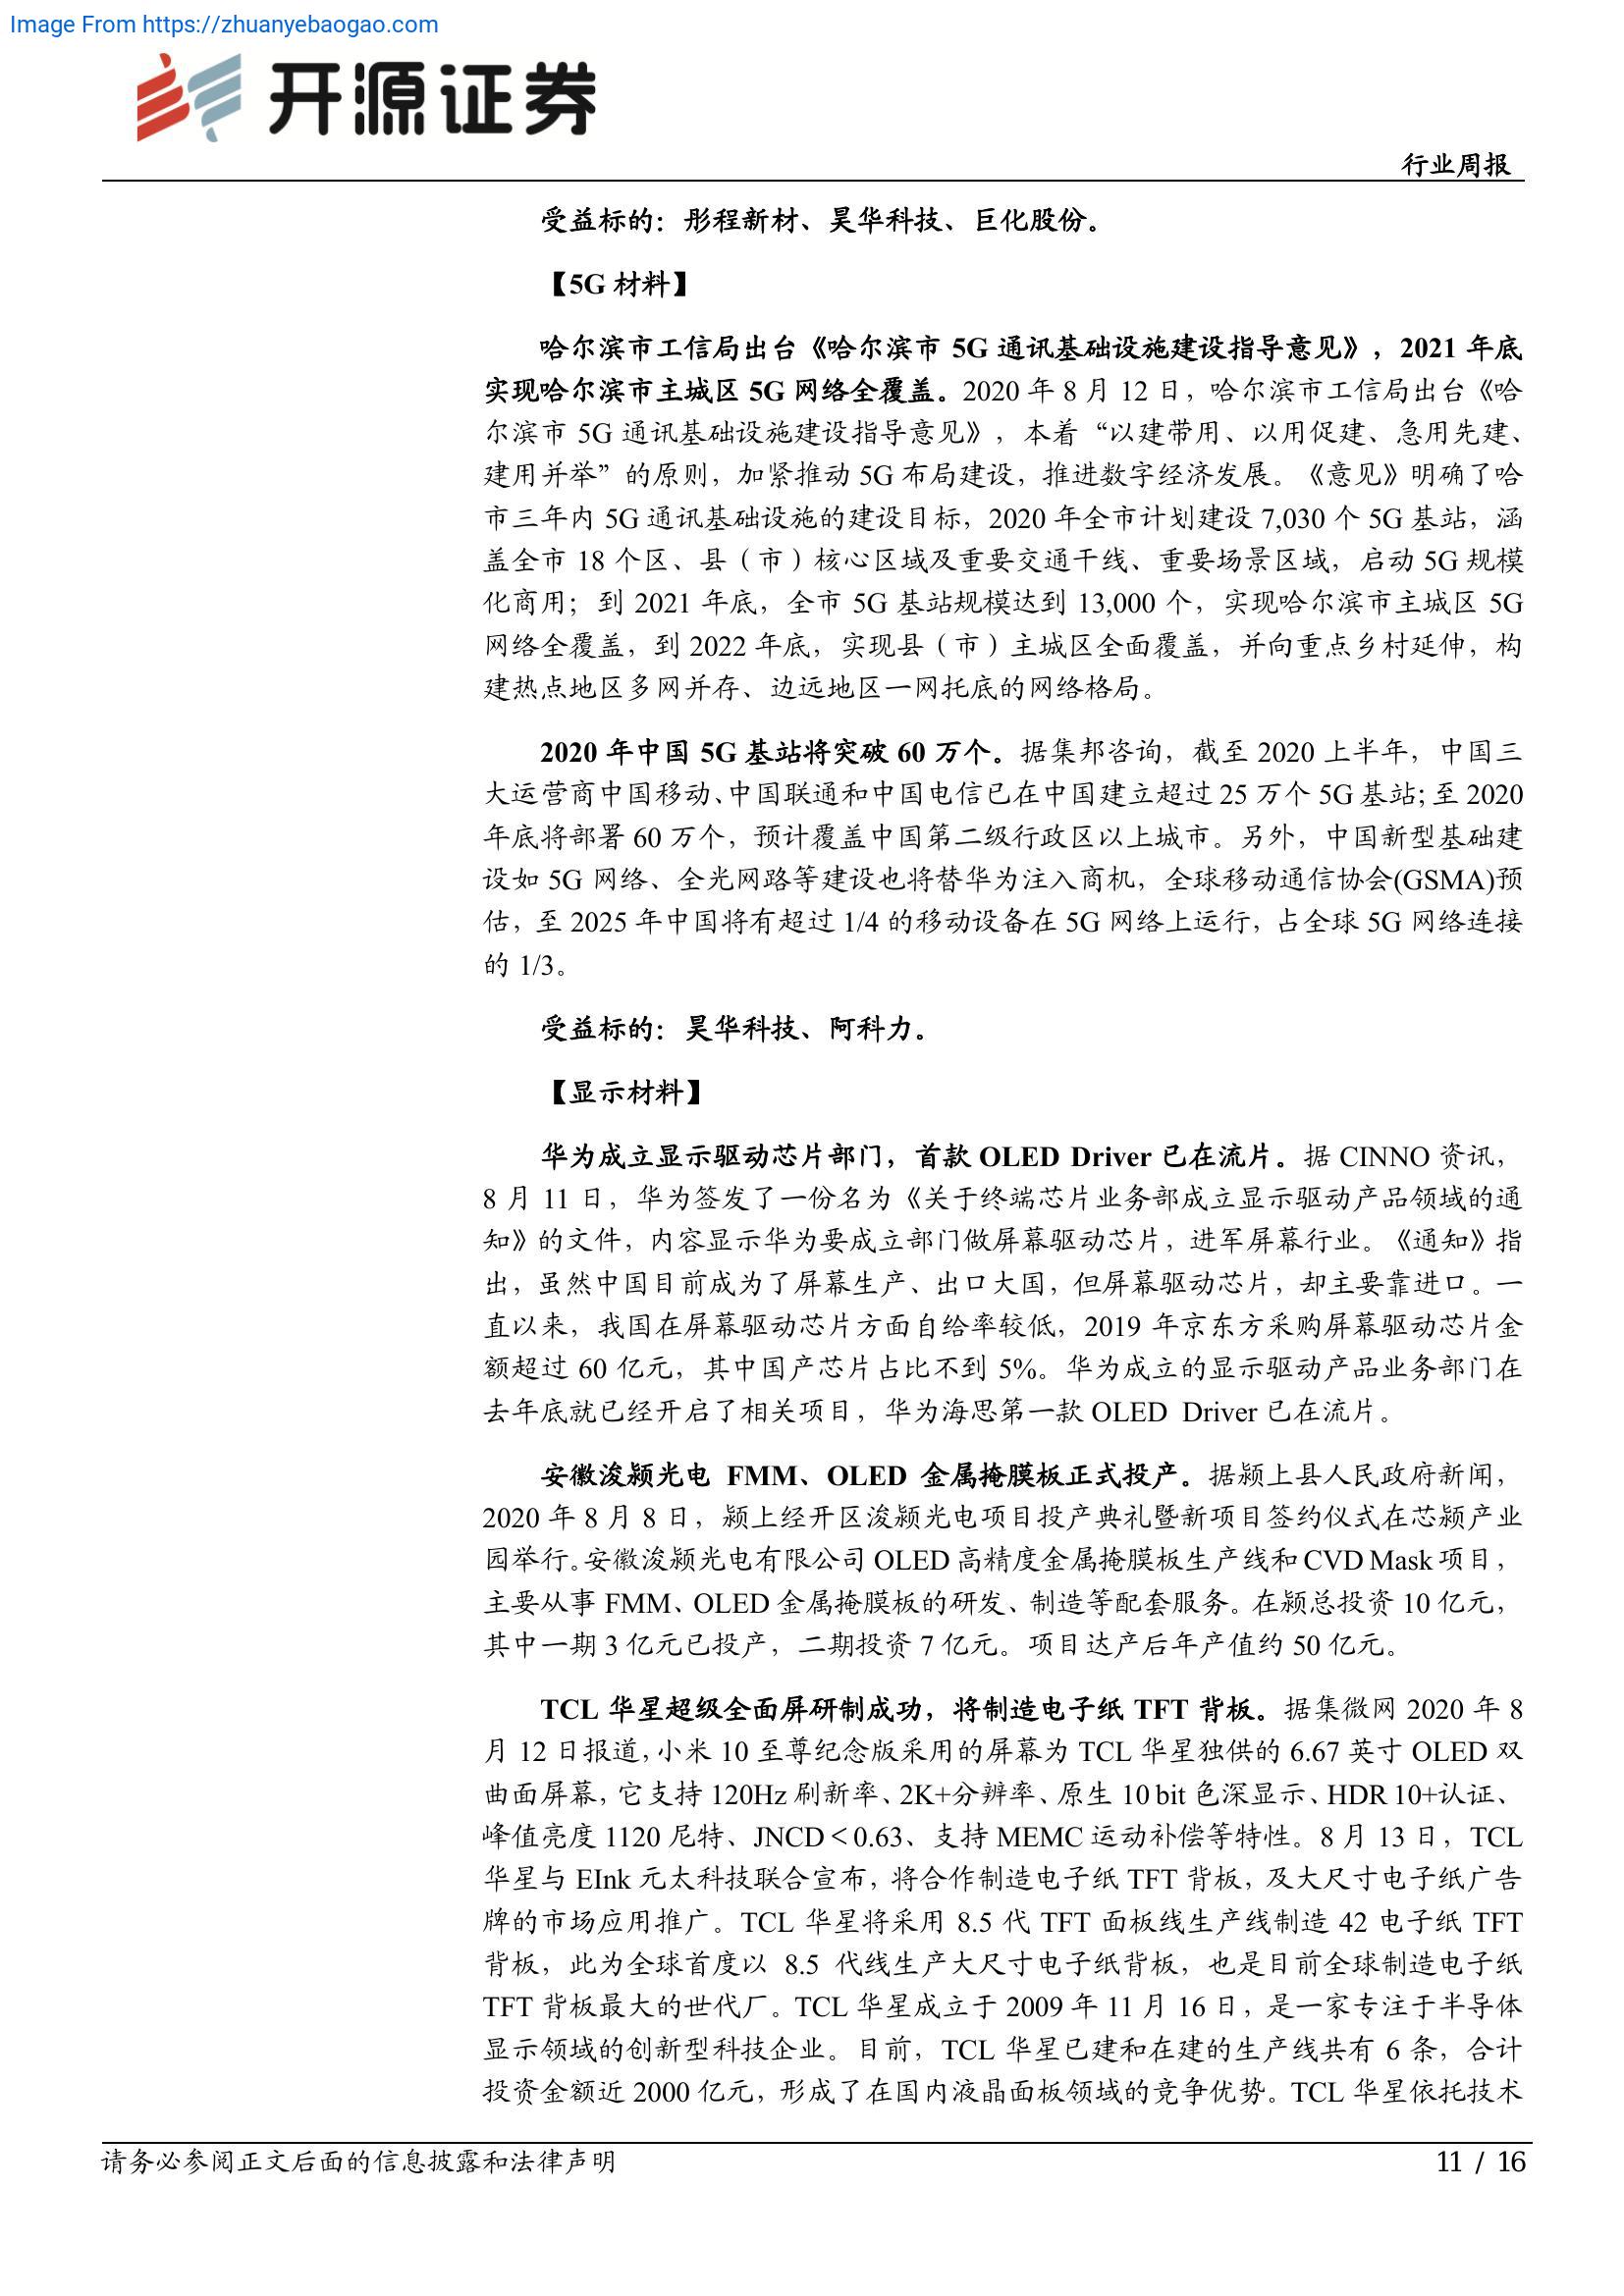 Image From https://zhuanyebaogao.com
开源证券
行业周报
受益标的：彤程新材、昊华科技、巨化股份。
【5G 材料】
哈尔滨市工信局出台《哈尔滨市 5G 通讯基础设施建设指导意见》，2021 年底
实现哈尔滨市主城区 5G 网络全覆盖。2020 年 8 月 12 日，哈尔滨市工信局出台《哈
尔滨市 5G 通讯基础设施建设指导意见》，本着“以建带用、以用促建、急用先建、
建用并举”的原则，加紧推动 5G 布局建设，推进数字经济发展。《意见》明确了哈
市三年内 5G 通讯基础设施的建设目标，2020 年全市计划建设 7,030 个 5G 基站，涵
盖全市 18 个区、县（市）核心区域及重要交通干线、重要场景区域，启动 5G 规模
化商用；到 2021 年底，全市 5G 基站规模达到 13,000 个，实现哈尔滨市主城区 5G
网络全覆盖，到 2022 年底，实现县（市）主城区全面覆盖，并向重点乡村延伸，构
建热点地区多网并存、边远地区一网托底的网络格局。
2020 年中国 5G 基站将突破 60 万个。据集邦咨询，截至 2020 上半年，中国三
大运营商中国移动、中国联通和中国电信已在中国建立超过 25 万个 5G 基站；至 2020
年底将部署 60 万个，预计覆盖中国第二级行政区以上城市。另外，中国新型基础建
设如 5G 网络、全光网路等建设也将替华为注入商机，全球移动通信协会(GSMA)预
估，至 2025 年中国将有超过 1/4 的移动设备在 5G 网络上运行，占全球 5G 网络连接
的 1/3。
受益标的：昊华科技、阿科力。
【显示材料】
华为成立显示驱动芯片部门，首款 OLED Driver 已在流片。据 CINNO 资讯，
8 月 11 日，华为签发了一份名为《关于终端芯片业务部成立显示驱动产品领域的通
知》的文件，内容显示华为要成立部门做屏幕驱动芯片，进军屏幕行业。《通知》指
出，虽然中国目前成为了屏幕生产、出口大国，但屏幕驱动芯片，却主要靠进口。一
直以来，我国在屏幕驱动芯片方面自给率较低，2019 年京东方采购屏幕驱动芯片金
额超过 60 亿元，其中国产芯片占比不到 5%。华为成立的显示驱动产品业务部门在
去年底就已经开启了相关项目，华为海思第一款 OLED Driver 已在流片。
安徽浚颍光电 FMM、OLED 金属掩膜板正式投产。据颍上县人民政府新闻，
2020 年 8 月 8 日，颍上经开区浚颍光电项目投产典礼暨新项目签约仪式在芯颍产业
园举行。安徽浚颍光电有限公司 OLED 高精度金属掩膜板生产线和 CVD Mask 项目，
主要从事 FMM、OLED 金属掩膜板的研发、制造等配套服务。在颍总投资 10 亿元，
其中一期 3 亿元已投产，二期投资 7 亿元。项目达产后年产值约 50 亿元。
TCL 华星超级全面屏研制成功，将制造电子纸 TFT 背板。据集微网 2020 年 8
月 12 日报道，小米 10 至尊纪念版采用的屏幕为 TCL 华星独供的 6.67 英寸 OLED 双
曲面屏幕，它支持 120Hz 刷新率、2K+分辨率、原生 10 bit 色深显示、HDR 10+认证、
峰值亮度 1120 尼特、JNCD＜0.63、支持 MEMC 运动补偿等特性。8 月 13 日，TCL
华星与 EInk 元太科技联合宣布，将合作制造电子纸 TFT 背板，及大尺寸电子纸广告
牌的市场应用推广。TCL 华星将采用 8.5 代 TFT 面板线生产线制造 42 电子纸 TFT
背板，此为全球首度以 8.5 代线生产大尺寸电子纸背板，也是目前全球制造电子纸
TFT 背板最大的世代厂。TCL 华星成立于 2009 年 11 月 16 日，是一家专注于半导体
显示领域的创新型科技企业。目前，TCL 华星已建和在建的生产线共有 6 条，合计
投资金额近 2000 亿元，形成了在国内液晶面板领域的竞争优势。TCL 华星依托技术
请务必参阅正文后面的信息披露和法律声明
11 / 16